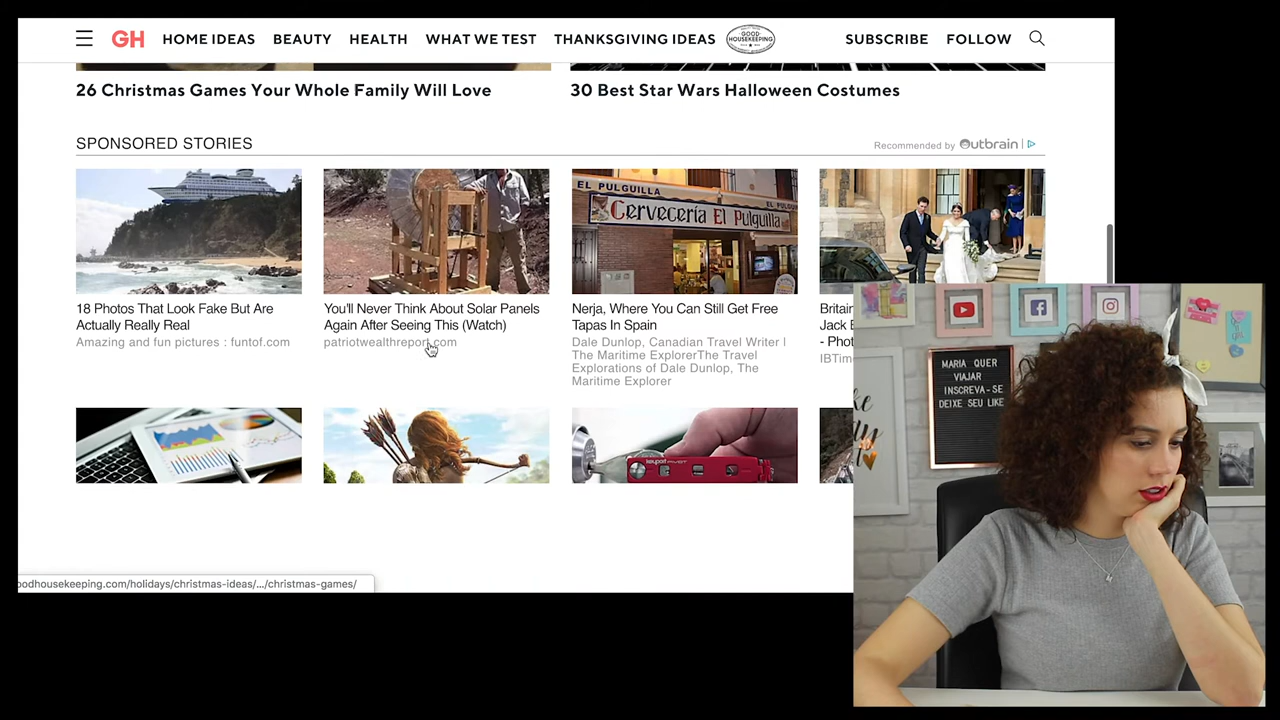 GH HOME IDEAS BEAUTY HEALTH WHAT WE TEST THANKSGIVING IDEAS GOOD HOUSEKEEPING SUBSCRIBE FOLLOW
26 Christmas Games Your Whole Family Will Love
30 Best Star Wars Halloween Costumes
SPONSORED STORIES
Recommended by Outbrain
EL PULGUILLA
Cervecería El Pulguilla
18 Photos That Look Fake But Are
Actually Really Real
Amazing and fun pictures : funtof.com
You'll Never Think About Solar Panels
Again After Seeing This (Watch)
patriotwealthreport.com
Nerja, Where You Can Still Get Free
Tapas In Spain
Dale Dunlop, Canadian Travel Writer |
The Maritime ExplorerThe Travel
Explorations of Dale Dunlop, The
Maritime Explorer
Britain
Jack B
- Phot
IBTim
keyport PIVOT
oodhousekeeping.com/holidays/christmas-ideas/.../christmas-games/
MARIA QUER
VIAJAR
INSCREVA-SE
DEIXE SEU LIKE
M